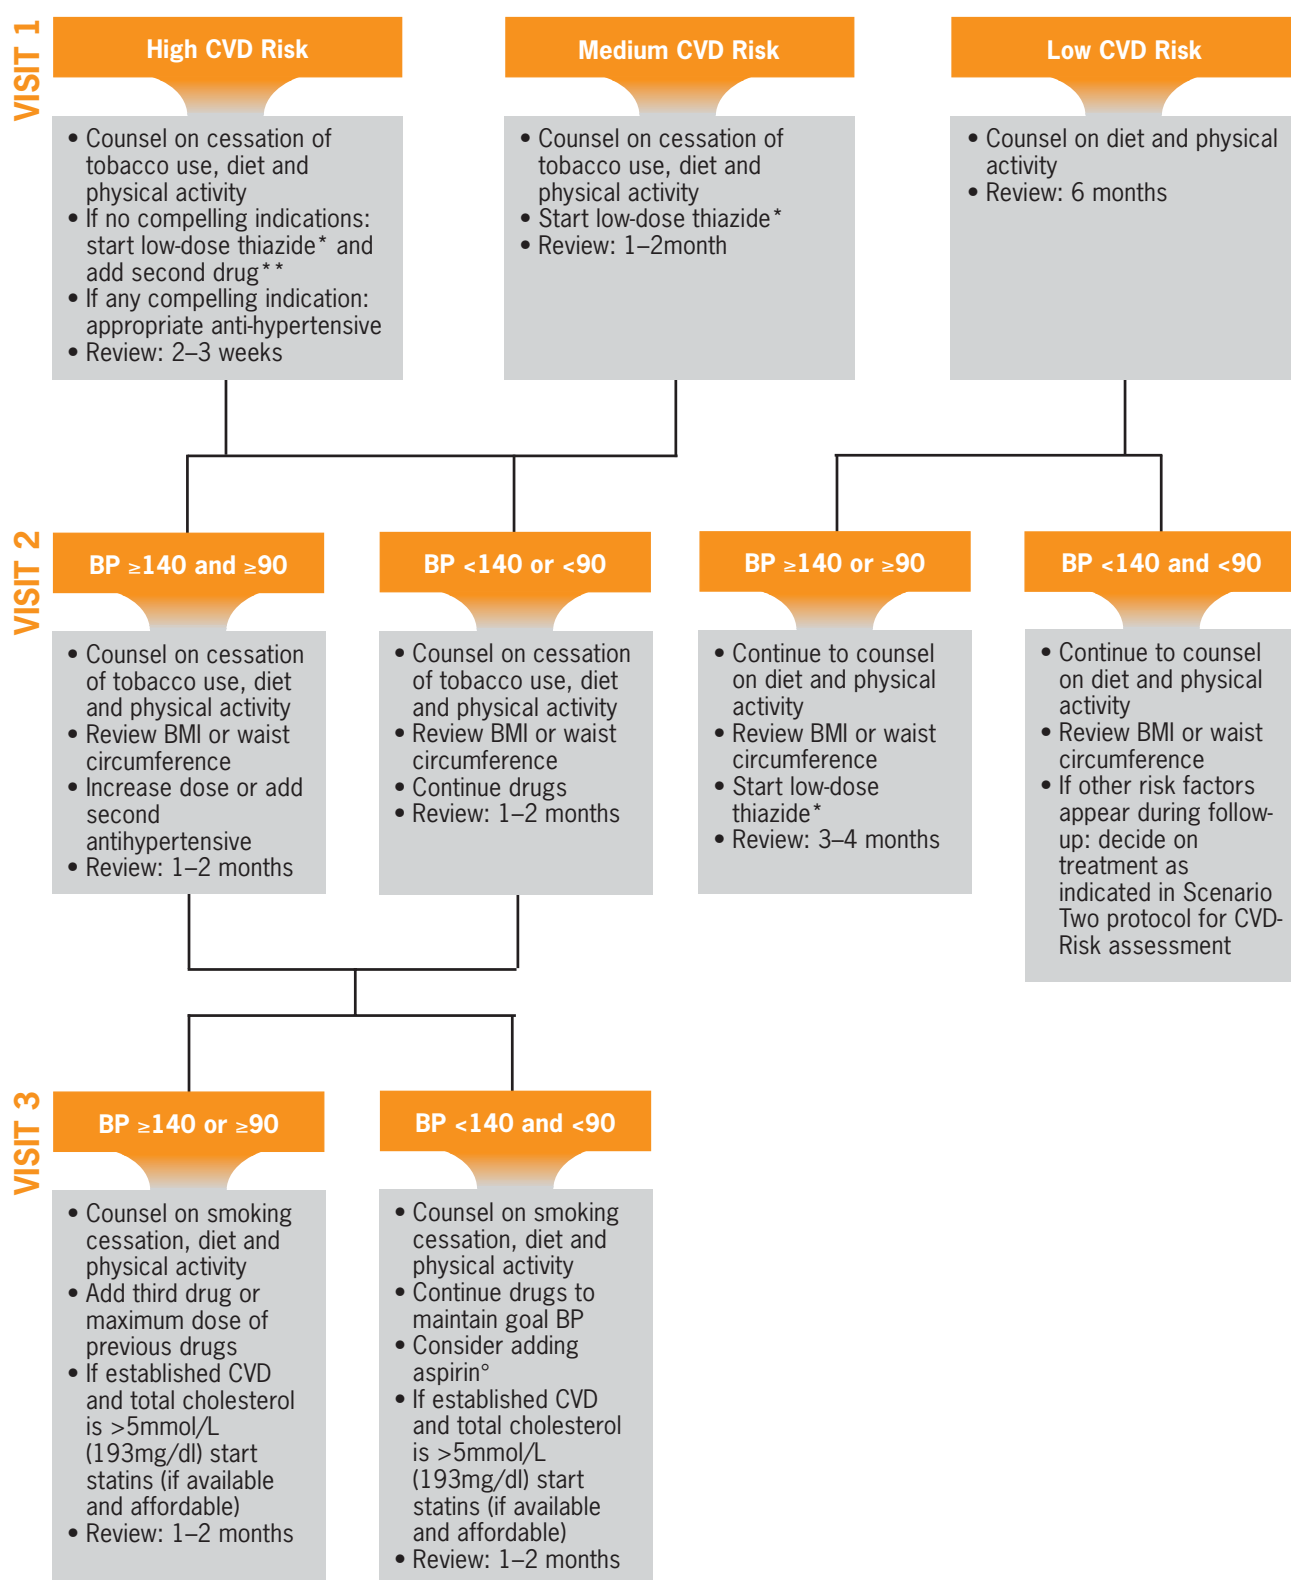 VISIT 1
High CVD Risk
• Counsel on cessation of
tobacco use, diet and
physical activity
• If no compelling indications:
start low-dose thiazide* and
add second drug**
• If any compelling indication:
appropriate anti-hypertensive
• Review: 2–3 weeks
Medium CVD Risk
• Counsel on cessation of
tobacco use, diet and
physical activity
• Start low-dose thiazide*
• Review: 1–2month
Low CVD Risk
• Counsel on diet and physical
activity
• Review: 6 months
VISIT 2
BP ≥140 and ≥90
• Counsel on cessation
of tobacco use, diet
and physical activity
• Review BMI or waist
circumference
• Increase dose or add
second
antihypertensive
• Review: 1–2 months
BP <140 or <90
• Counsel on cessation
of tobacco use, diet
and physical activity
• Review BMI or waist
circumference
• Continue drugs
• Review: 1–2 months
BP ≥140 or ≥90
• Continue to counsel
on diet and physical
activity
• Review BMI or waist
circumference
• Start low-dose
thiazide*
• Review: 3–4 months
BP <140 and <90
• Continue to counsel
on diet and physical
activity
• Review BMI or waist
circumference
• If other risk factors
appear during follow-
up: decide on
treatment as
indicated in Scenario
Two protocol for CVD-
Risk assessment
VISIT 3
BP ≥140 or ≥90
• Counsel on smoking
cessation, diet and
physical activity
• Add third drug or
maximum dose of
previous drugs
• If established CVD
and total cholesterol
is >5mmol/L
(193mg/dl) start
statins (if available
and affordable)
• Review: 1–2 months
BP <140 and <90
• Counsel on smoking
cessation, diet and
physical activity
• Continue drugs to
maintain goal BP
• Consider adding
aspirin°
• If established CVD
and total cholesterol
is >5mmol/L
(193mg/dl) start
statins (if available
and affordable)
• Review: 1–2 months